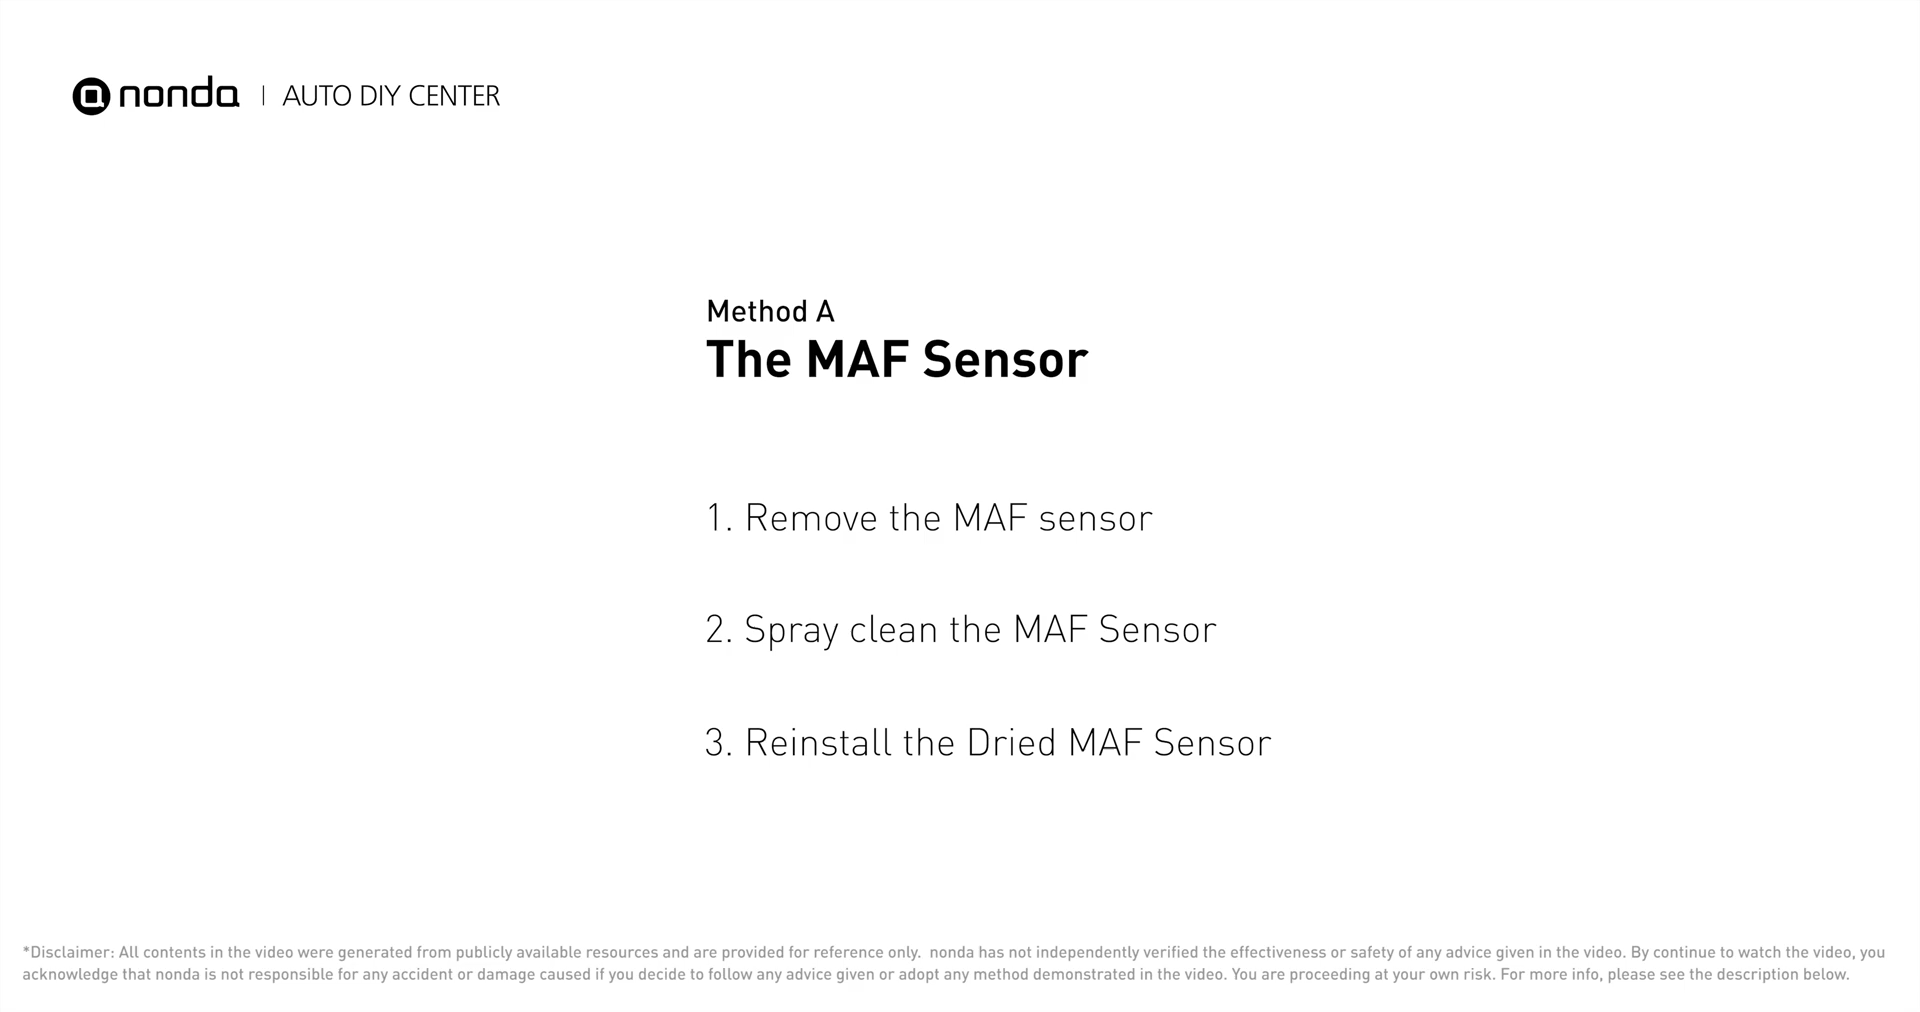 nonda | AUTO DIY CENTER
Method A
The MAF Sensor
1. Remove the MAF sensor
2. Spray clean the MAF Sensor
3. Reinstall the Dried MAF Sensor
*Disclaimer: All contents in the video were generated from publicly available resources and are provided for reference only.  nonda has not independently verified the effectiveness or safety of any advice given in the video. By continue to watch the video, you
acknowledge that nonda is not responsible for any accident or damage caused if you decide to follow any advice given or adopt any method demonstrated in the video. You are proceeding at your own risk. For more info, please see the description below.